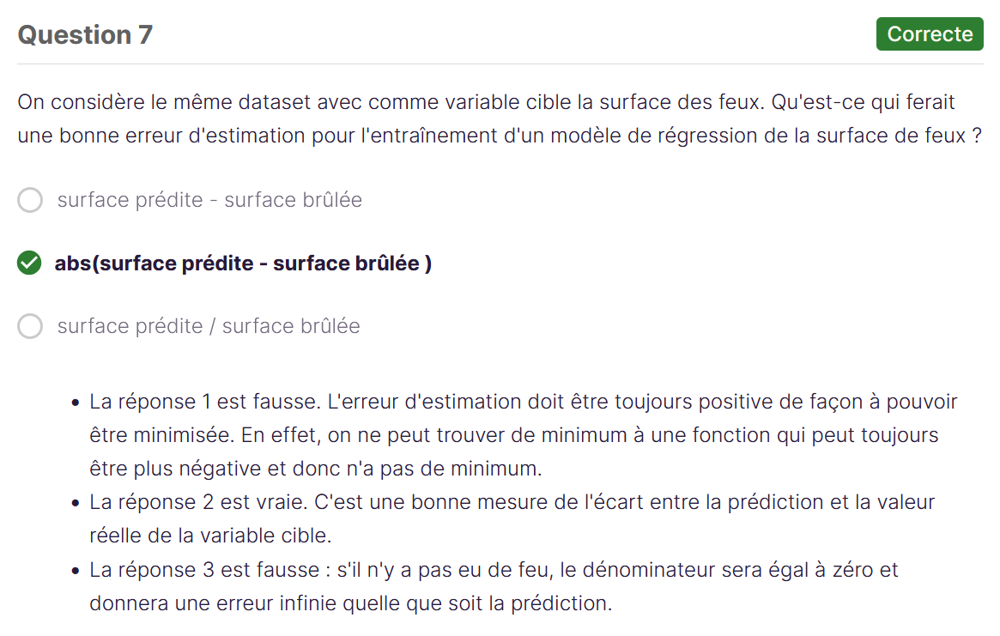 Question 7
Correcte
On considère le même dataset avec comme variable cible la surface des feux. Qu'est-ce qui ferait
une bonne erreur d'estimation pour l'entraînement d'un modèle de régression de la surface de feux ?
surface prédite - surface brûlée
abs(surface prédite - surface brûlée )
surface prédite / surface brûlée
• La réponse 1 est fausse. L'erreur d'estimation doit être toujours positive de façon à pouvoir
être minimisée. En effet, on ne peut trouver de minimum à une fonction qui peut toujours
être plus négative et donc n'a pas de minimum.
• La réponse 2 est vraie. C'est une bonne mesure de l'écart entre la prédiction et la valeur
réelle de la variable cible.
• La réponse 3 est fausse : s'il n'y a pas eu de feu, le dénominateur sera égal à zéro et
donnera une erreur infinie quelle que soit la prédiction.